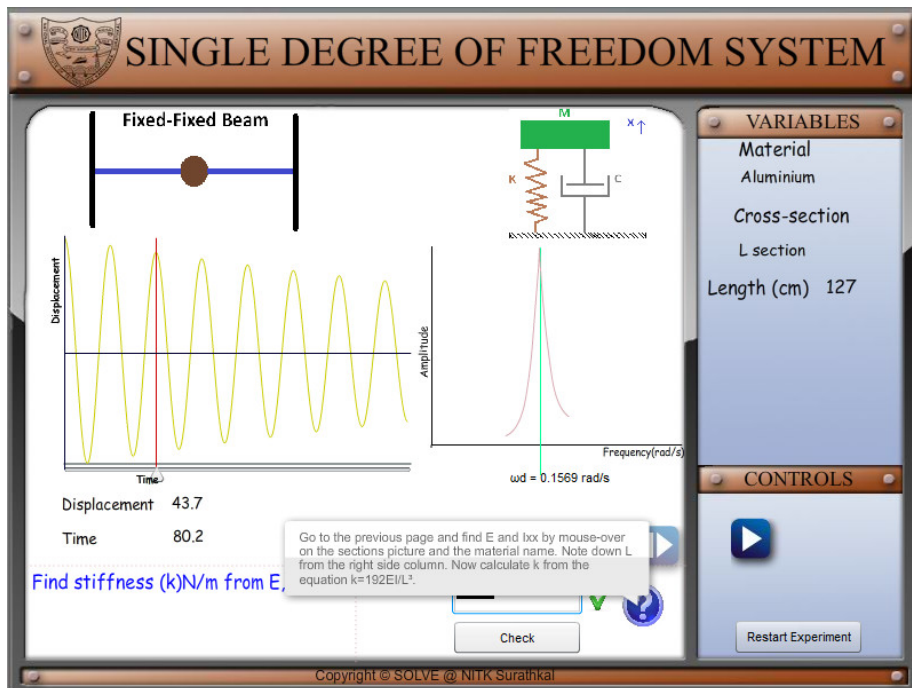 SINGLE DEGREE OF FREEDOM SYSTEM
Fixed-Fixed Beam
M
X↑
K
C
Displacement
Time
Amplitude
Frequency(rad/s)
ωd = 0.1569 rad/s
Displacement 43.7
Time 80.2
Go to the previous page and find E and Ixx by mouse-over
on the sections picture and the material name. Note down L
from the right side column. Now calculate k from the
equation k=192EI/L³.
Find stiffness (k)N/m from E,
?
Check
VARIABLES
Material
Aluminium
Cross-section
L section
Length (cm) 127
CONTROLS
Restart Experiment
Copyright © SOLVE @ NITK Surathkal